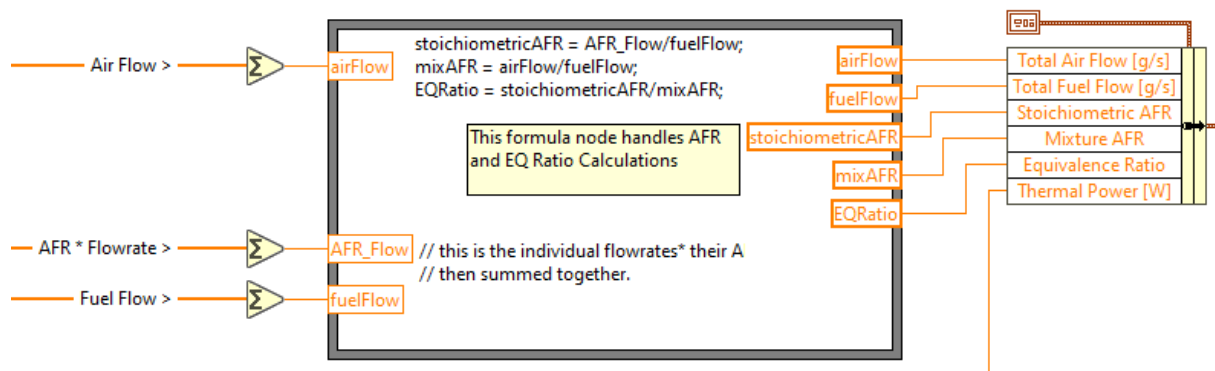 Air Flow >
Σ
airFlow
stoichiometricAFR = AFR_Flow/fuelFlow;
mixAFR = airFlow/fuelFlow;
EQRatio = stoichiometricAFR/mixAFR;
This formula node handles AFR
and EQ Ratio Calculations
AFR * Flowrate >
Σ
AFR_Flow
// this is the individual flowrates* their A
// then summed together.
Fuel Flow >
Σ
fuelFlow
airFlow
fuelFlow
stoichiometricAFR
mixAFR
EQRatio
Total Air Flow [g/s]
Total Fuel Flow [g/s]
Stoichiometric AFR
Mixture AFR
Equivalence Ratio
Thermal Power [W]